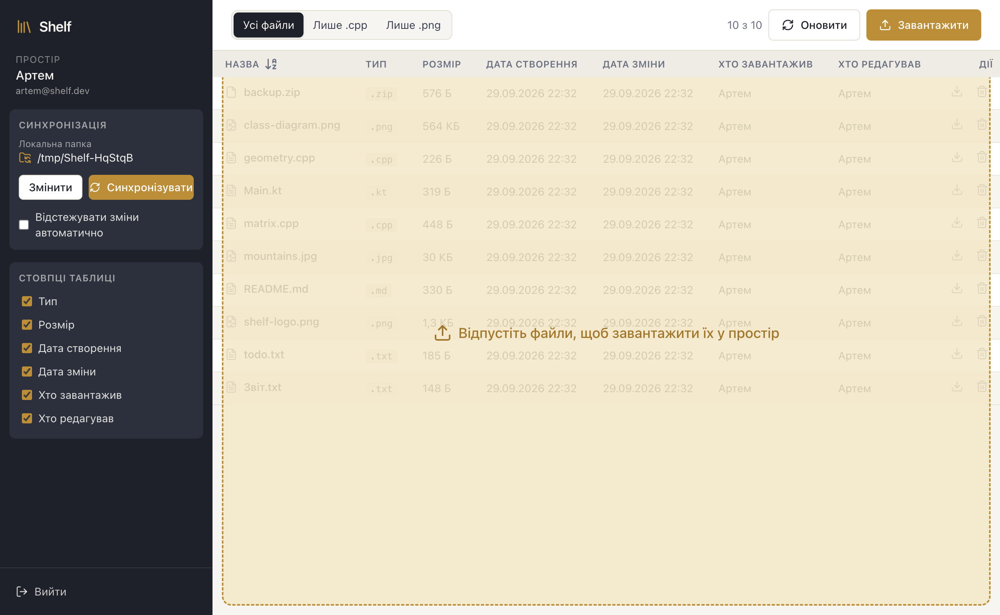 Shelf
ПРОСТІР
Артем
artem@shelf.dev
СИНХРОНІЗАЦІЯ
Локальна папка
/tmp/Shelf-HqStqB
Змінити Синхронізувати
Відстежувати зміни
автоматично
СТОВПЦІ ТАБЛИЦІ
Тип
Розмір
Дата створення
Дата зміни
Хто завантажив
Хто редагував
Вийти
Усі файли Лише .cpp Лише .png 10 з 10 Оновити Завантажити
НАЗВА ТИП РОЗМІР ДАТА СТВОРЕННЯ ДАТА ЗМІНИ ХТО ЗАВАНТАЖИВ ХТО РЕДАГУВАВ ДІЇ
backup.zip .zip 576 Б 29.09.2026 22:32 29.09.2026 22:32 Артем Артем
class-diagram.png .png 564 КБ 29.09.2026 22:32 29.09.2026 22:32 Артем Артем
geometry.cpp .cpp 226 Б 29.09.2026 22:32 29.09.2026 22:32 Артем Артем
Main.kt .kt 319 Б 29.09.2026 22:32 29.09.2026 22:32 Артем Артем
matrix.cpp .cpp 448 Б 29.09.2026 22:32 29.09.2026 22:32 Артем Артем
mountains.jpg .jpg 30 КБ 29.09.2026 22:32 29.09.2026 22:32 Артем Артем
README.md .md 330 Б 29.09.2026 22:32 29.09.2026 22:32 Артем Артем
shelf-logo.png .png 1,3 КБ 29.09.2026 22:32 29.09.2026 22:32 Артем Артем
Відпустіть файли, щоб завантажити їх у простір
todo.txt .txt 185 Б 29.09.2026 22:32 29.09.2026 22:32 Артем Артем
Звіт.txt .txt 148 Б 29.09.2026 22:32 29.09.2026 22:32 Артем Артем